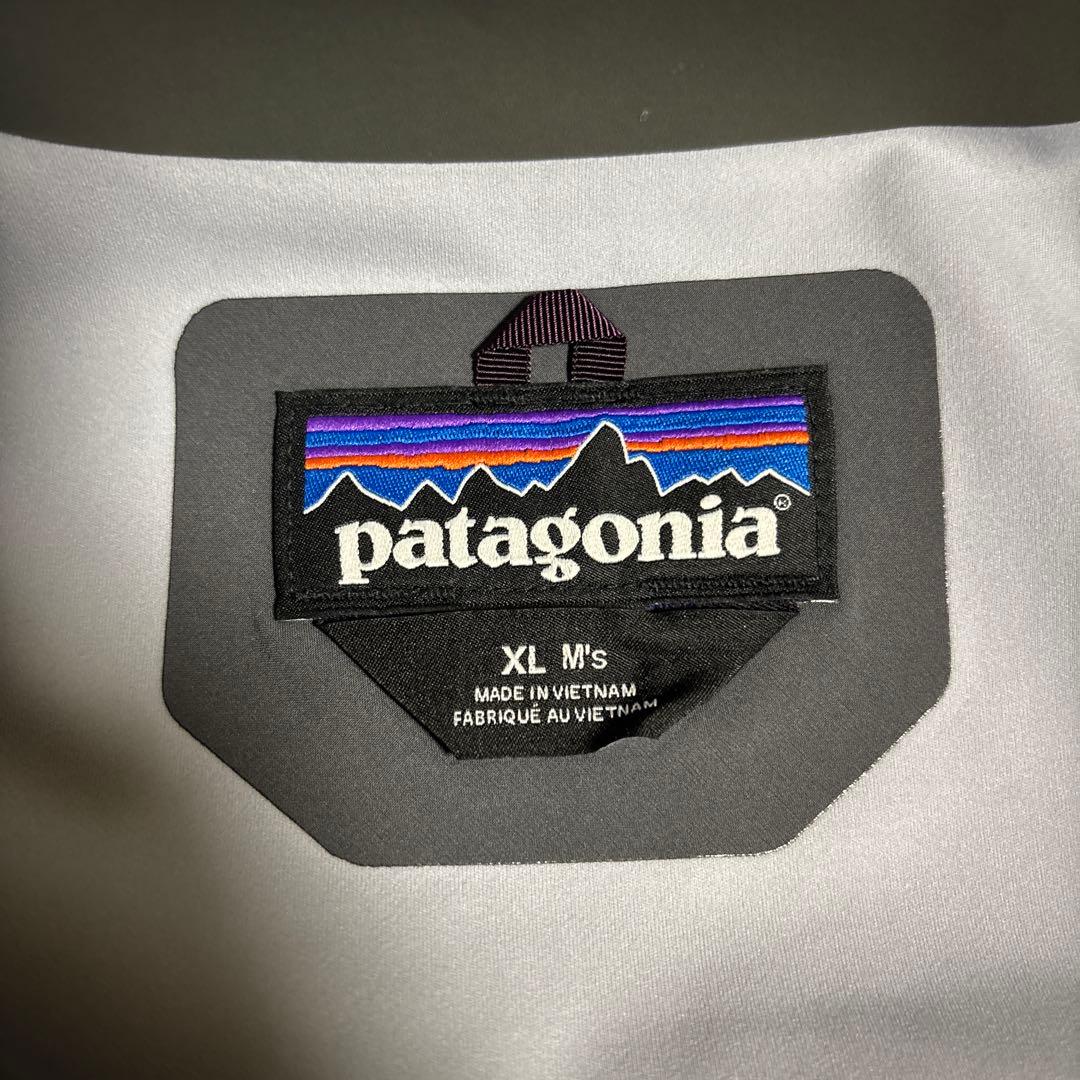 patagonia®
XL M's
MADE IN VIETNAM
FABRIQUÉ AU VIETNAM